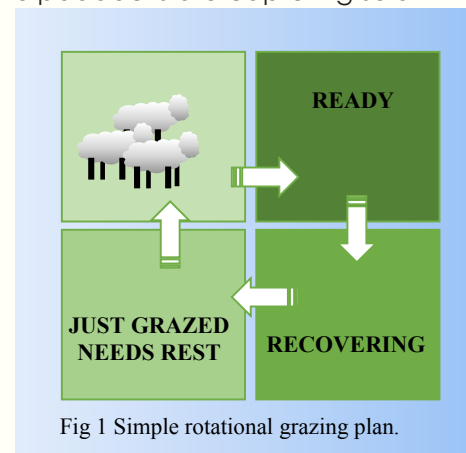 READY
JUST GRAZED
NEEDS REST
RECOVERING
Fig 1 Simple rotational grazing plan.